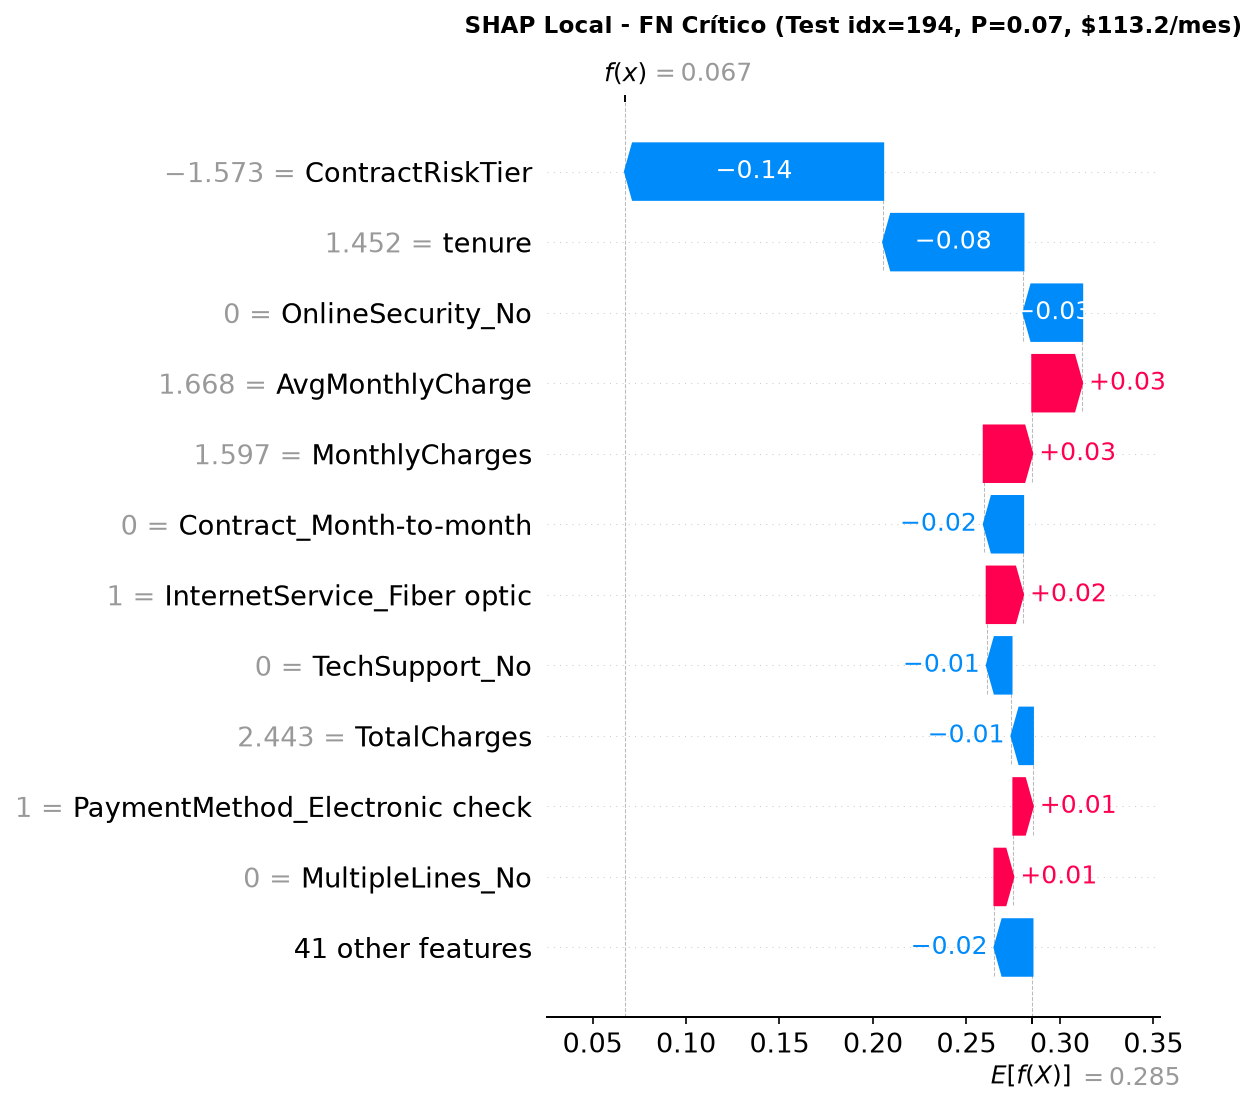 SHAP Local - FN Crítico (Test idx=194, P=0.07, $113.2/mes)
f(x) = 0.067
−1.573 = ContractRiskTier −0.14
1.452 = tenure −0.08
0 = OnlineSecurity_No −0.03
1.668 = AvgMonthlyCharge +0.03
1.597 = MonthlyCharges +0.03
0 = Contract_Month-to-month −0.02
1 = InternetService_Fiber optic +0.02
0 = TechSupport_No −0.01
2.443 = TotalCharges −0.01
1 = PaymentMethod_Electronic check +0.01
0 = MultipleLines_No +0.01
41 other features −0.02
0.05 0.10 0.15 0.20 0.25 0.30 0.35
E[f(X)] = 0.285